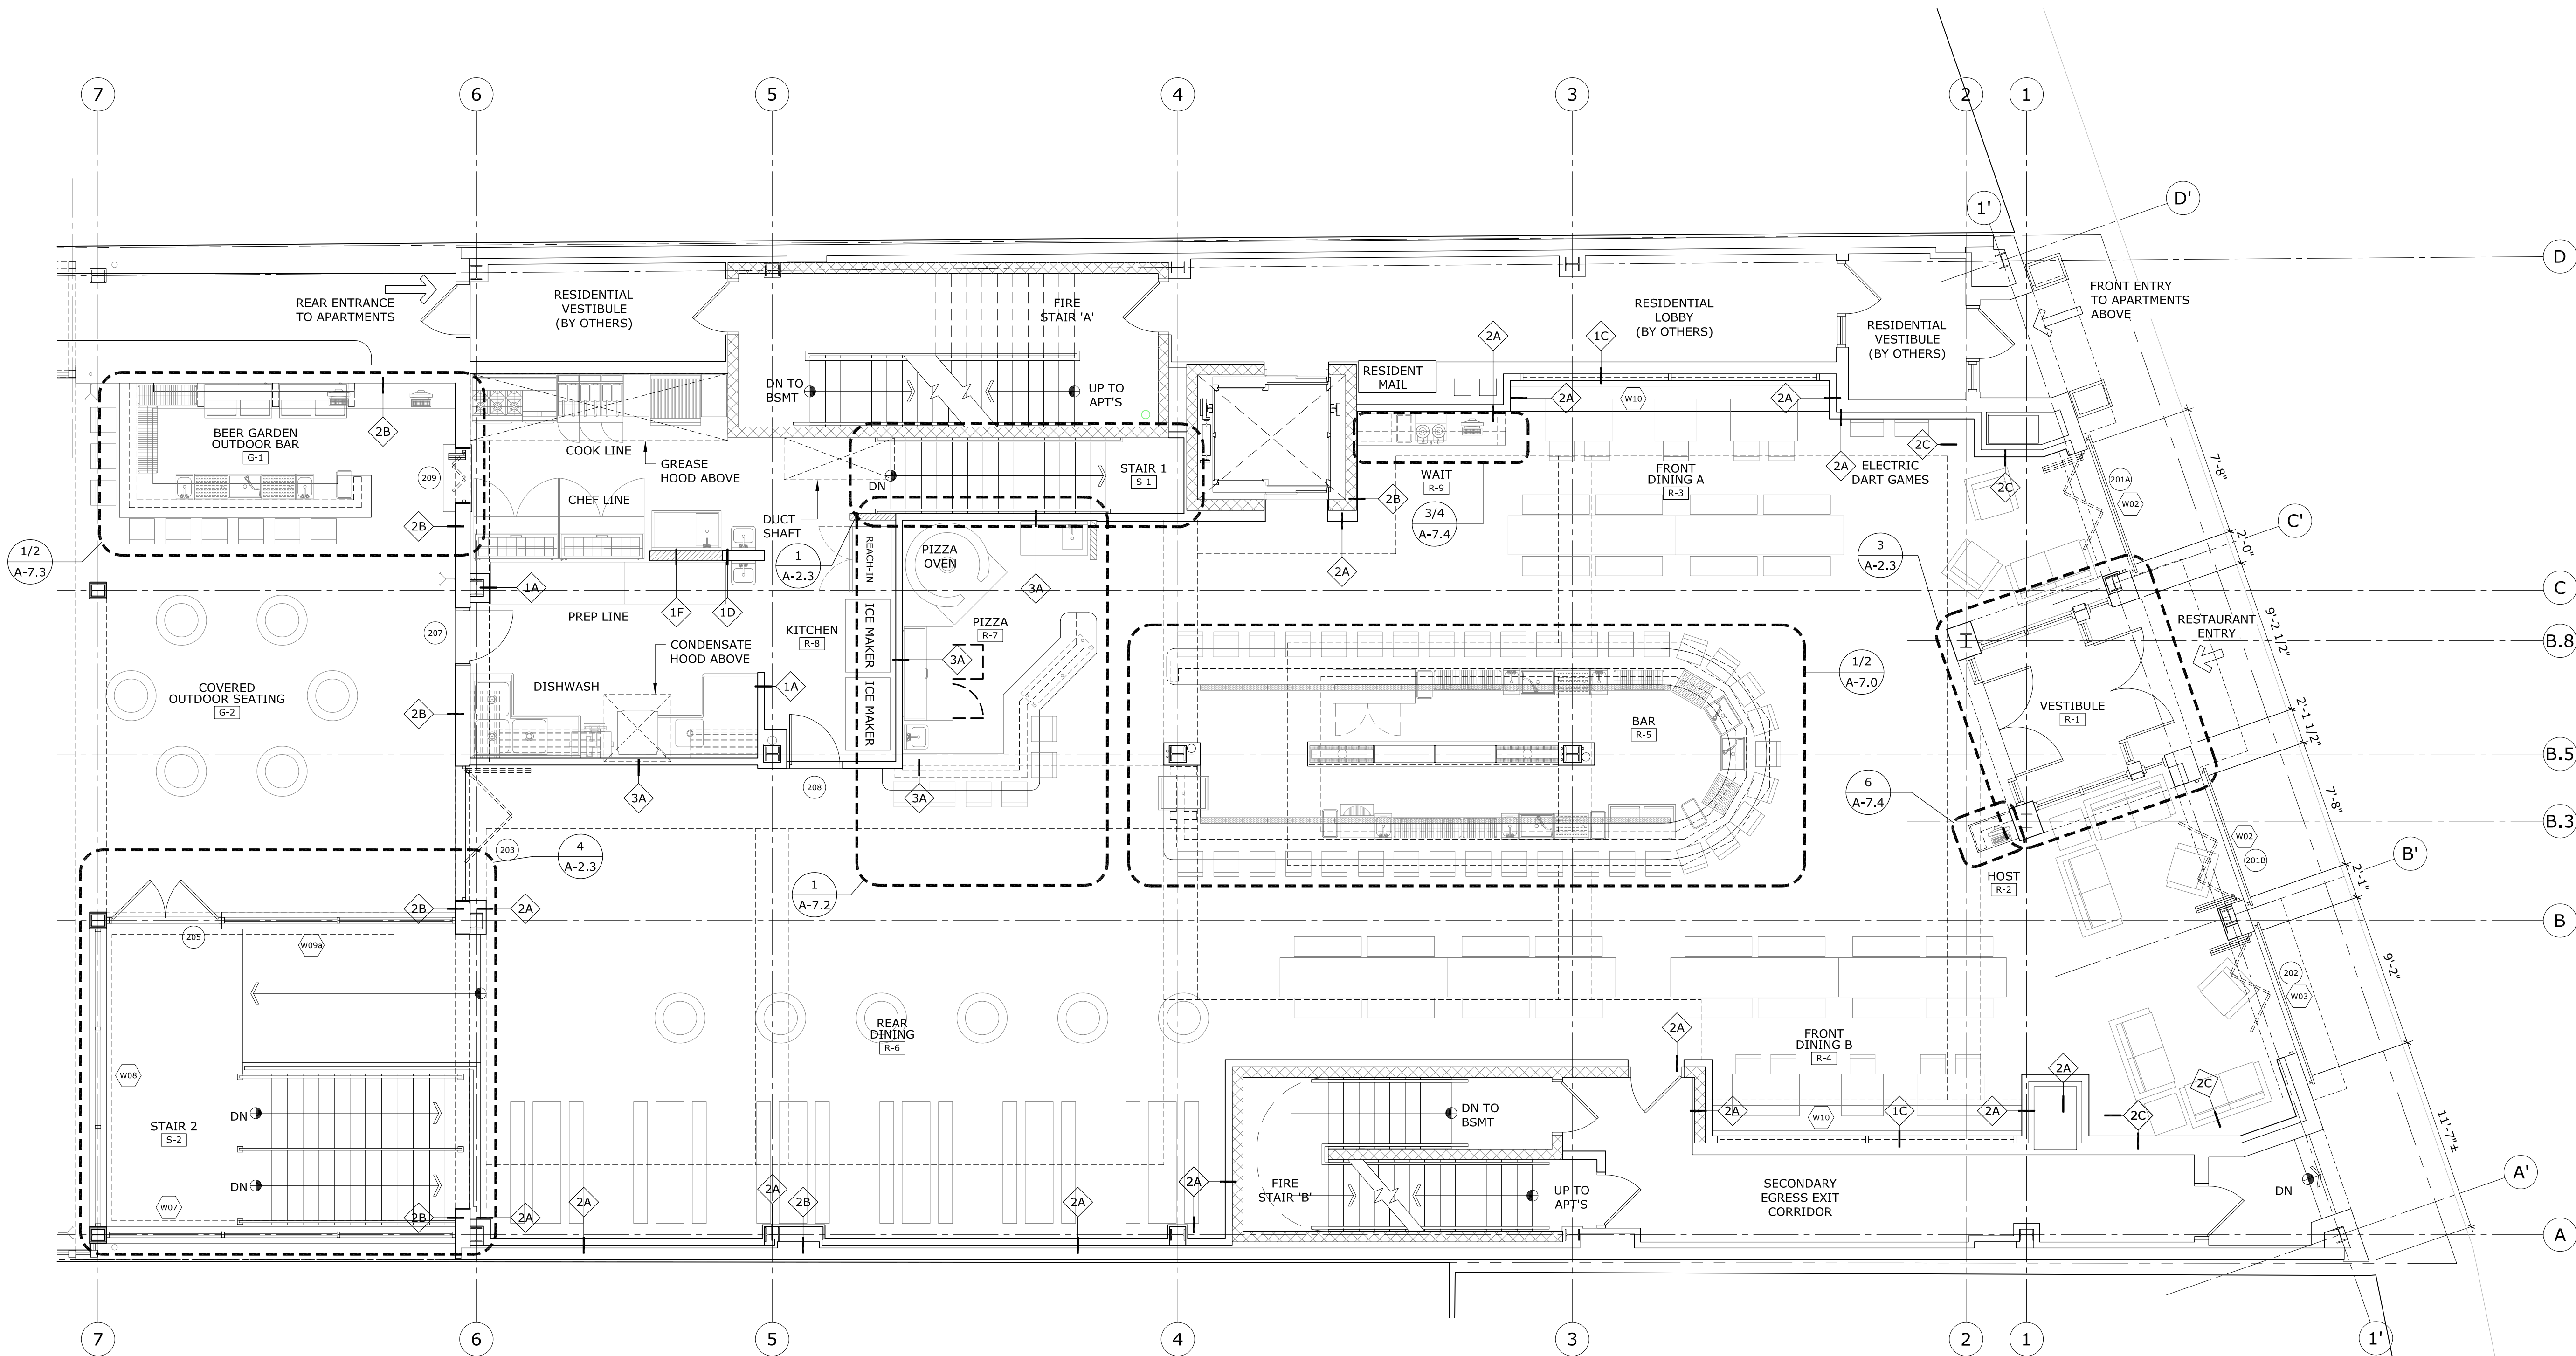 7
6
5
4
3
2
1
1'
D'
D
REAR ENTRANCE
TO APARTMENTS
RESIDENTIAL
VESTIBULE
(BY OTHERS)
FIRE
STAIR 'A'
RESIDENTIAL
LOBBY
(BY OTHERS)
RESIDENTIAL
VESTIBULE
(BY OTHERS)
FRONT ENTRY
TO APARTMENTS
ABOVE
2A
1C
RESIDENT
MAIL
DN TO
BSMT
UP TO
APT'S
2A
W10
2A
BEER GARDEN
OUTDOOR BAR
G-1
2B
COOK LINE
GREASE
HOOD ABOVE
209
CHEF LINE
2B
DUCT
SHAFT
DN
STAIR 1
S-1
WAIT
R-9
2B
3/4
A-7.4
2A
FRONT
DINING A
R-3
2A
ELECTRIC
DART GAMES
2C
2C
201A
W02
7'-8"
2'-0"
C'
1/2
A-7.3
1
A-2.3
REACH-IN
PIZZA
OVEN
3
A-2.3
1A
1F
1D
3A
C
PREP LINE
207
KITCHEN
R-8
ICE MAKER
ICE MAKER
PIZZA
R-7
3A
CONDENSATE
HOOD ABOVE
9'-2 1/2"
RESTAURANT
ENTRY
B.8
1/2
A-7.0
COVERED
OUTDOOR SEATING
G-2
DISHWASH
1A
2B
BAR
R-5
VESTIBULE
R-1
2'-1 1/2"
B.5
3A
208
3A
6
A-7.4
7'-8"
B.3
W02
201B
203
4
A-2.3
1
A-7.2
HOST
R-2
2'-1"
B'
2B
2A
B
205
W09a
9'-2"
202
W03
REAR
DINING
R-6
2A
FRONT
DINING B
R-4
W08
DN
DN TO
BSMT
2A
W10
1C
2A
2A
2C
2C
11'-7"±
STAIR 2
S-2
DN
W07
2B
2A
2A
2A
2B
2A
2A
FIRE
STAIR 'B'
UP TO
APT'S
SECONDARY
EGRESS EXIT
CORRIDOR
DN
A'
A
7
6
5
4
3
2
1
1'